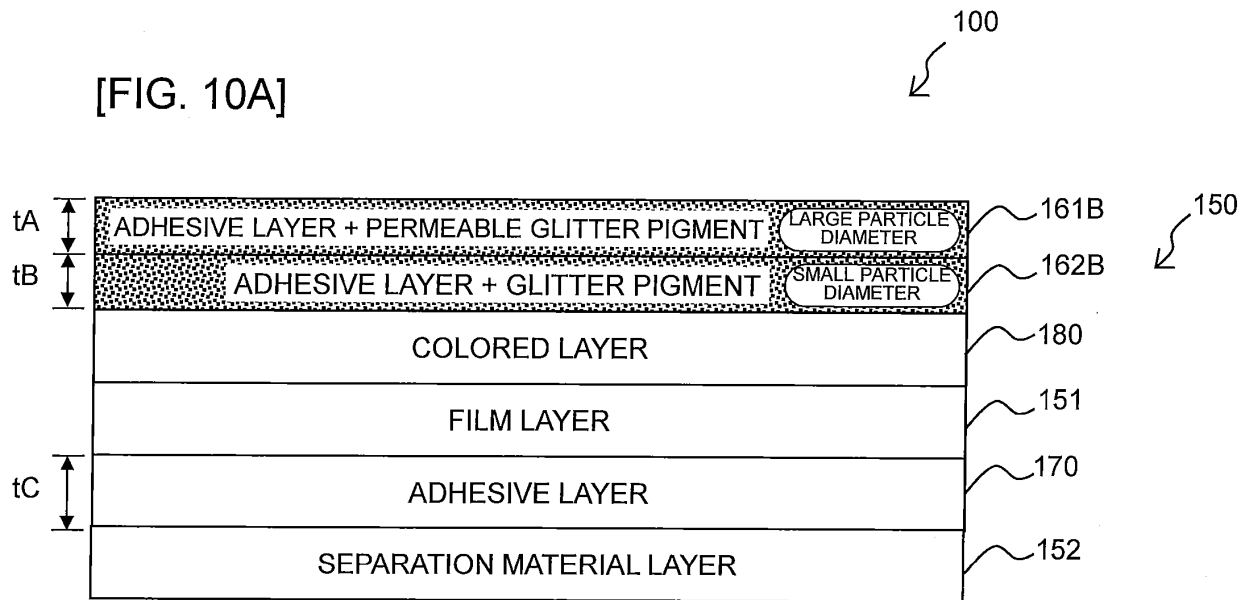 100
[FIG. 10A]
tA
ADHESIVE LAYER + PERMEABLE GLITTER PIGMENT
LARGE PARTICLE
DIAMETER
161B
150
tB
ADHESIVE LAYER + GLITTER PIGMENT
SMALL PARTICLE
DIAMETER
162B
COLORED LAYER
180
FILM LAYER
151
tC
ADHESIVE LAYER
170
SEPARATION MATERIAL LAYER
152